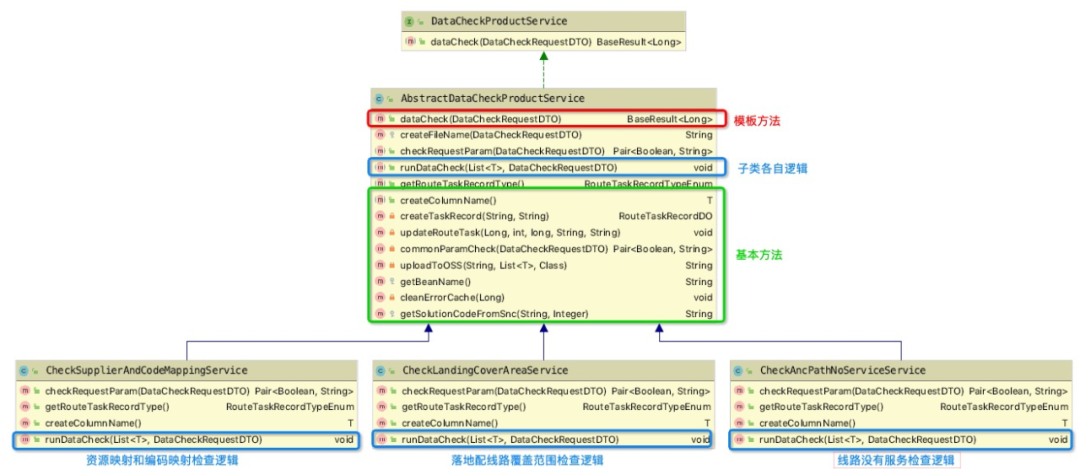 DataCheckProductService
dataCheck(DataCheckRequestDTO) BaseResult<Long>
AbstractDataCheckProductService
dataCheck(DataCheckRequestDTO) BaseResult<Long>
模板方法
createFileName(DataCheckRequestDTO) String
checkRequestParam(DataCheckRequestDTO) Pair<Boolean, String>
runDataCheck(List<T>, DataCheckRequestDTO) void
子类各自逻辑
getRouteTaskRecordType() RouteTaskRecordTypeEnum
createColumnName() T
createTaskRecord(String, String) RouteTaskRecordDO
updateRouteTask(Long, int, long, String, String) void
commonParamCheck(DataCheckRequestDTO) Pair<Boolean, String>
基本方法
uploadToOSS(String, List<T>, Class) String
getBeanName() String
cleanErrorCache(Long) void
getSolutionCodeFromSnc(String, Integer) String
CheckSupplierAndCodeMappingService
checkRequestParam(DataCheckRequestDTO) Pair<Boolean, String>
getRouteTaskRecordType() RouteTaskRecordTypeEnum
createColumnName() T
runDataCheck(List<T>, DataCheckRequestDTO) void
资源映射和编码映射检查逻辑
CheckLandingCoverAreaService
checkRequestParam(DataCheckRequestDTO) Pair<Boolean, String>
getRouteTaskRecordType() RouteTaskRecordTypeEnum
createColumnName() T
runDataCheck(List<T>, DataCheckRequestDTO) void
落地配线路覆盖范围检查逻辑
CheckAncPathNoServiceService
checkRequestParam(DataCheckRequestDTO) Pair<Boolean, String>
getRouteTaskRecordType() RouteTaskRecordTypeEnum
createColumnName() T
runDataCheck(List<T>, DataCheckRequestDTO) void
线路没有服务检查逻辑